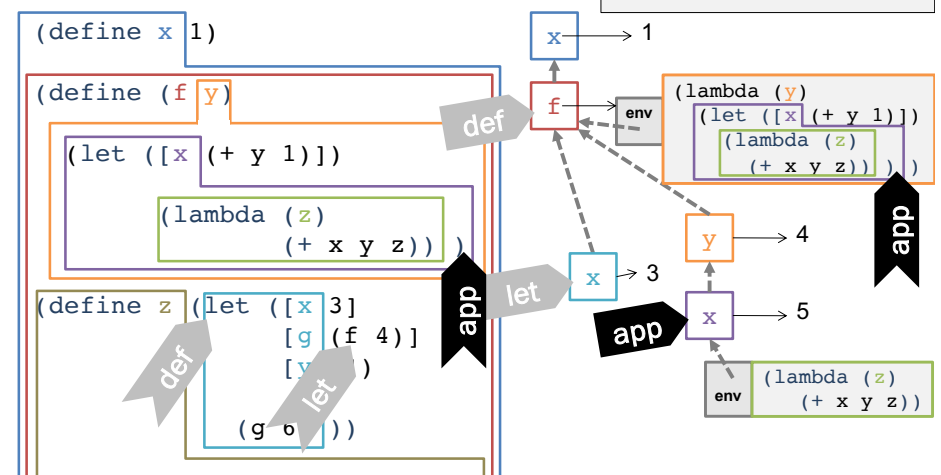 (define x 1)
(define (f y)
(let ([x (+ y 1)])
(lambda (z)
(+ x y z)) )
(define z (let ([x 3]
[g (f 4)]
[y )
(g 6 ))
def
let
app
let
def
x 1
f
env
(lambda (y)
(let ([x (+ y 1)])
(lambda (z)
(+ x y z)) ) )
app
y 4
x 3
app
x 5
env
(lambda (z)
(+ x y z))